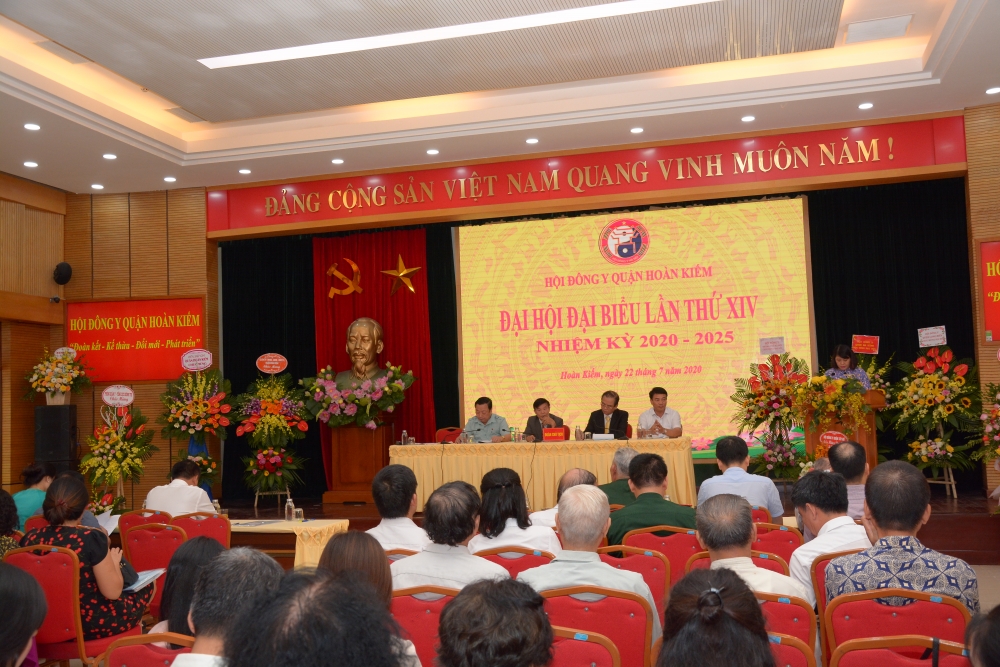 ĐẢNG CỘNG SẢN VIỆT NAM QUANG VINH MUÔN NĂM!
HỘI ĐÔNG Y QUẬN HOÀN KIẾM
ĐẠI HỘI ĐẠI BIỂU LẦN THỨ XIV
NHIỆM KỲ 2020 - 2025
Hoàn Kiếm, ngày 22 tháng 7 năm 2020
HỘI ĐÔNG Y QUẬN HOÀN KIẾM
"Đoàn kết - Kế thừa - Đổi mới - Phát triển"